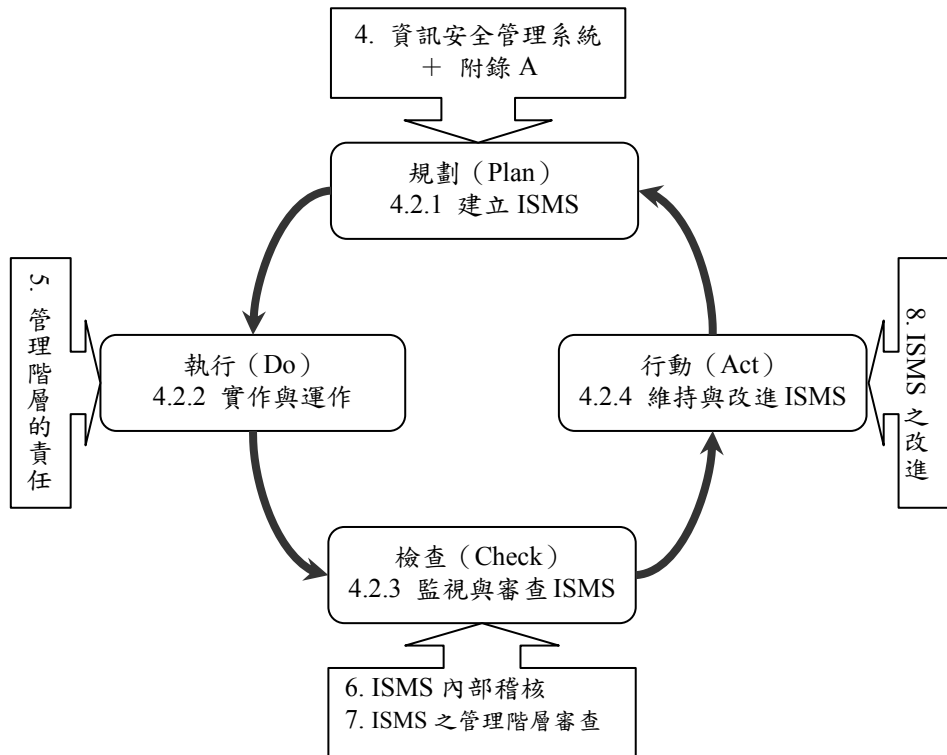 4. 資訊安全管理系統
＋ 附錄 A
規劃（Plan）
4.2.1 建立 ISMS
5. 管理階層的責任
執行（Do）
4.2.2 實作與運作
行動（Act）
4.2.4 維持與改進 ISMS
8. ISMS 之改進
檢查（Check）
4.2.3 監視與審查 ISMS
6. ISMS 內部稽核
7. ISMS 之管理階層審查